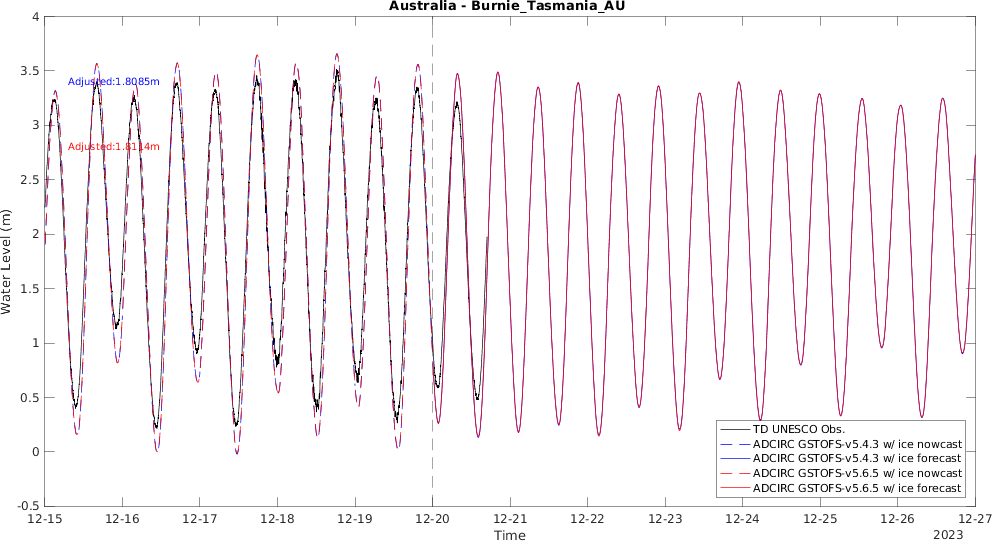 Australia - Burnie_Tasmania_AU
4
3.5
3
2.5
2
1.5
1
0.5
0
-0.5
Water Level (m)
Adjusted:1.8085m
Adjusted:1.8114m
TD UNESCO Obs.
ADCIRC GSTOFS-v5.4.3 w/ ice nowcast
ADCIRC GSTOFS-v5.4.3 w/ ice forecast
ADCIRC GSTOFS-v5.6.5 w/ ice nowcast
ADCIRC GSTOFS-v5.6.5 w/ ice forecast
12-15 12-16 12-17 12-18 12-19 12-20 12-21 12-22 12-23 12-24 12-25 12-26 12-27
Time
2023